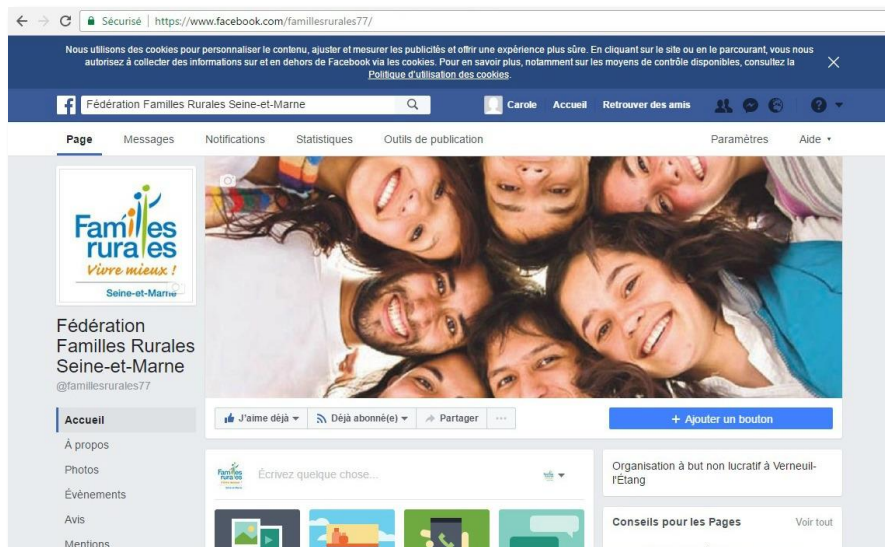 Sécurisé | https://www.facebook.com/famillesrurales77/
Nous utilisons des cookies pour personnaliser le contenu, ajuster et mesurer les publicités et offrir une expérience plus sûre. En cliquant sur le site ou en le parcourant, vous nous
autorisez à collecter des informations sur et en dehors de Facebook via les cookies. Pour en savoir plus, notamment sur les moyens de contrôle disponibles, consultez la
Politique d'utilisation des cookies.
Fédération Familles Rurales Seine-et-Marne
Carole Accueil Retrouver des amis
Page Messages Notifications Statistiques Outils de publication Paramètres Aide
Familles
rurales
Vivre mieux !
Seine-et-Marne
Fédération
Familles Rurales
Seine-et-Marne
@famillesrurales77
J'aime déjà Déjà abonné(e) Partager ... + Ajouter un bouton
Accueil
À propos
Photos
Évènements
Avis
Mentions
Familles
rurales
Écrivez quelque chose...
Organisation à but non lucratif à Verneuil-
l'Étang
Conseils pour les Pages Voir tout